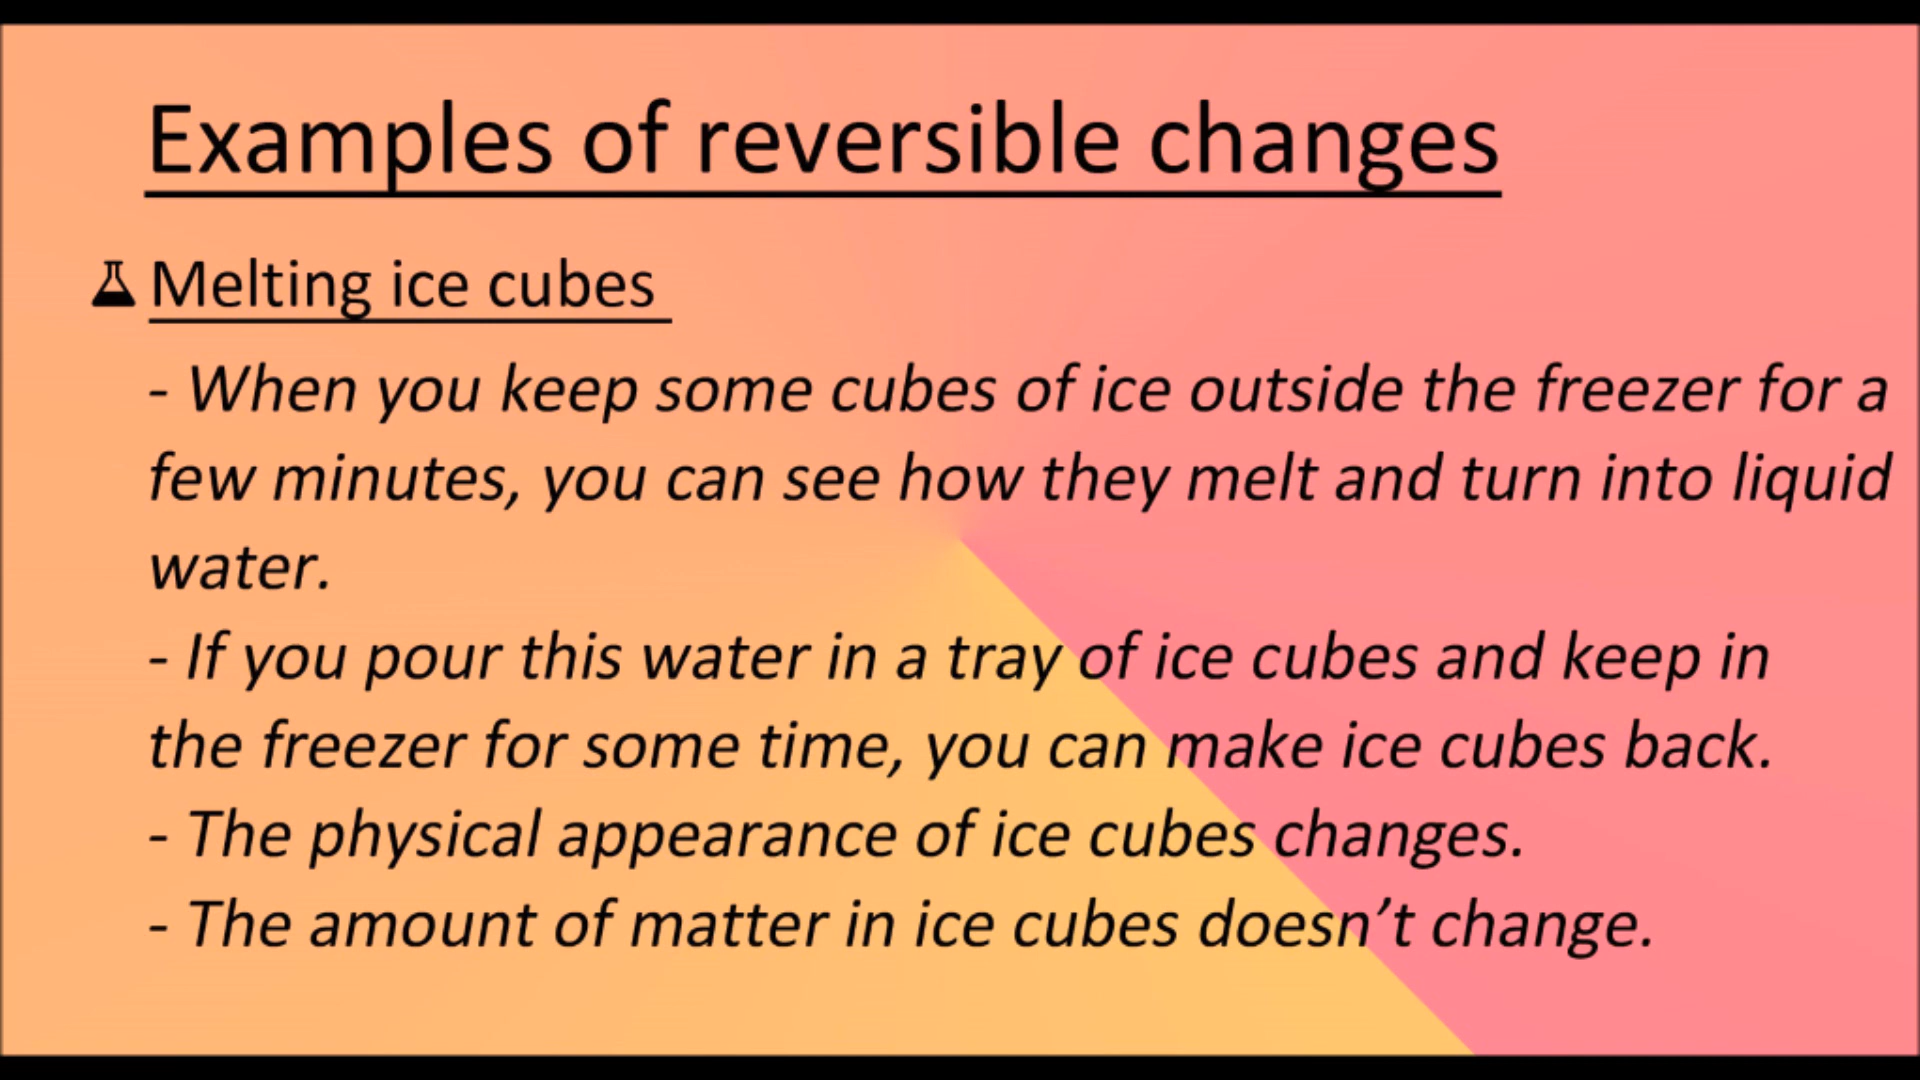 Examples of reversible changes
Melting ice cubes
- When you keep some cubes of ice outside the freezer for a
few minutes, you can see how they melt and turn into liquid
water.
- If you pour this water in a tray of ice cubes and keep in
the freezer for some time, you can make ice cubes back.
- The physical appearance of ice cubes changes.
- The amount of matter in ice cubes doesn’t change.